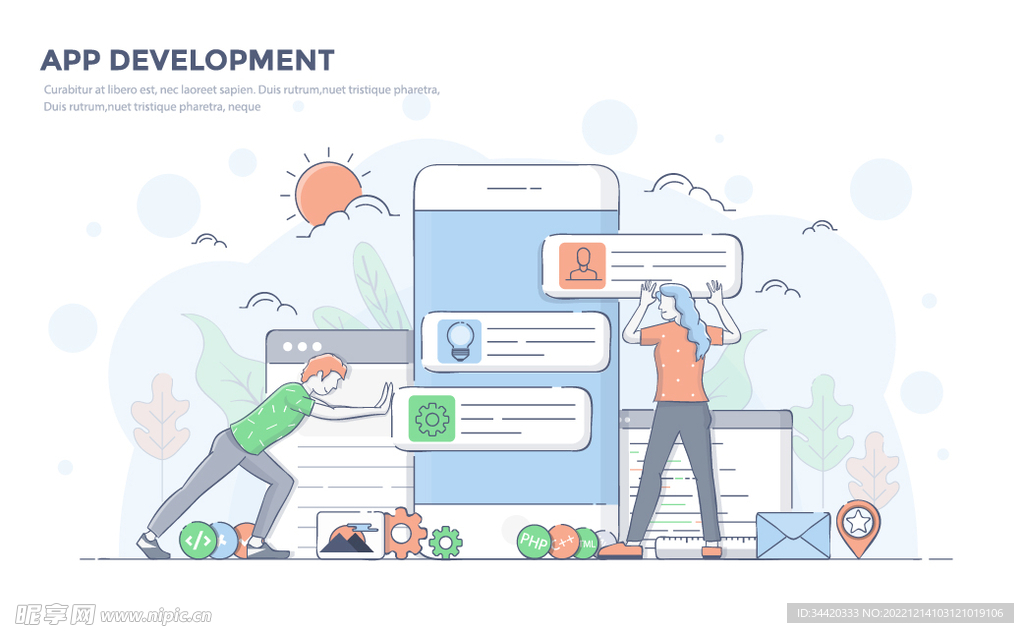 APP DEVELOPMENT
Curabitur at libero est, nec laoreet sapien. Duis rutrum,nuet tristique pharetra,
Duis rutrum,nuet tristique pharetra, neque
</>
PHP
C++
ML
昵享网 www.nipic.cn
ID:34420333 NO:20221214103121019106